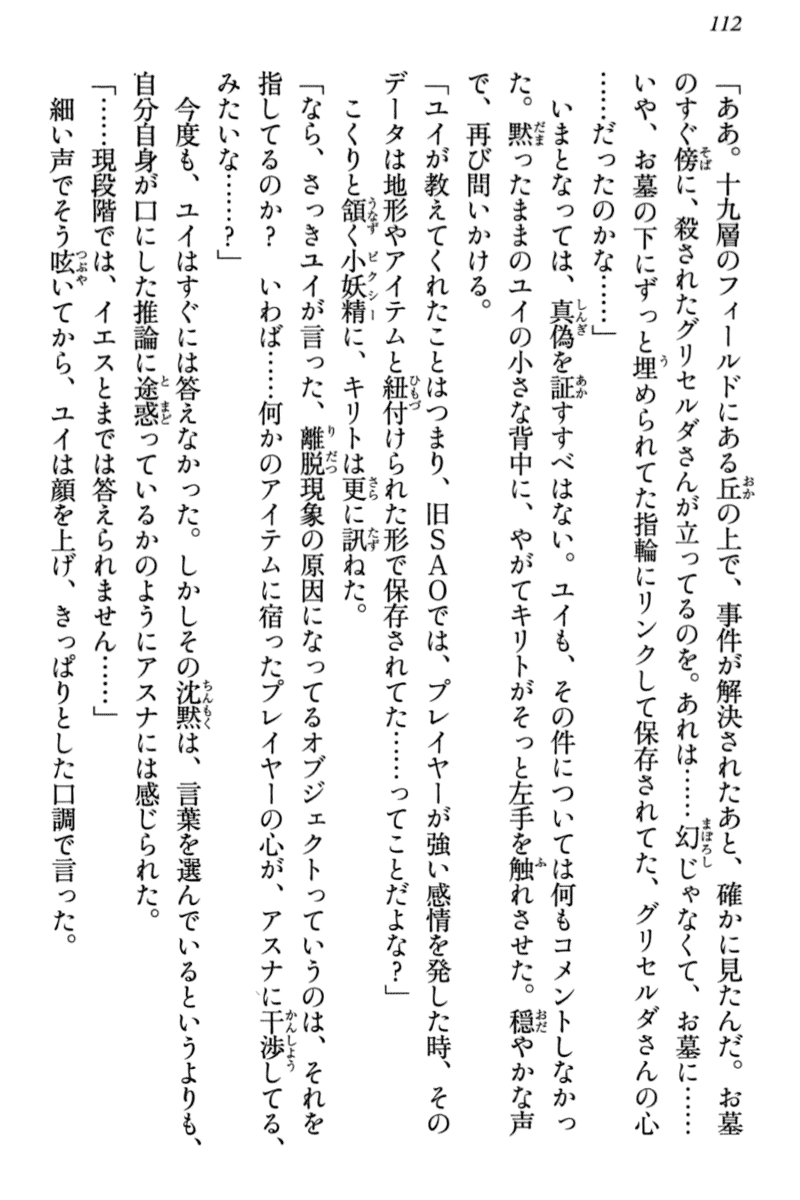 112
「ああ。十九層のフィールドにある丘の上で、事件が解決されたあと、確かに見たんだ。お墓
のすぐ傍に、殺されたグリセルダさんが立ってるのを。あれは……幻じゃなくて、お墓に……
いや、お墓の下にずっと埋められてた指輪にリンクして保存されてた、グリセルダさんの心
……だったのかな……」
いまとなっては、真偽を証すすべはない。ユイも、その件については何もコメントしなかっ
た。黙ったままのユイの小さな背中に、やがてキリトがそっと左手を触れさせた。穏やかな声
で、再び問いかける。
「ユイが教えてくれたことはつまり、旧SAOでは、プレイヤーが強い感情を発した時、その
データは地形やアイテムと紐付けられた形で保存されてた……ってことだよな?」
こくりと頷く小妖精に、キリトは更に訊ねた。
「なら、さっきユイが言った、離脱現象の原因になってるオブジェクトっていうのは、それを
指してるのか? いわば……何かのアイテムに宿ったプレイヤーの心が、アスナに干渉してる、
みたいな……?」
今度も、ユイはすぐには答えなかった。しかしその沈黙は、言葉を選んでいるというよりも、
自分自身が口にした推論に途惑っているかのようにアスナには感じられた。
「……現段階では、イエスとまでは答えられません……」
細い声でそう呟いてから、ユイは顔を上げ、きっぱりとした口調で言った。